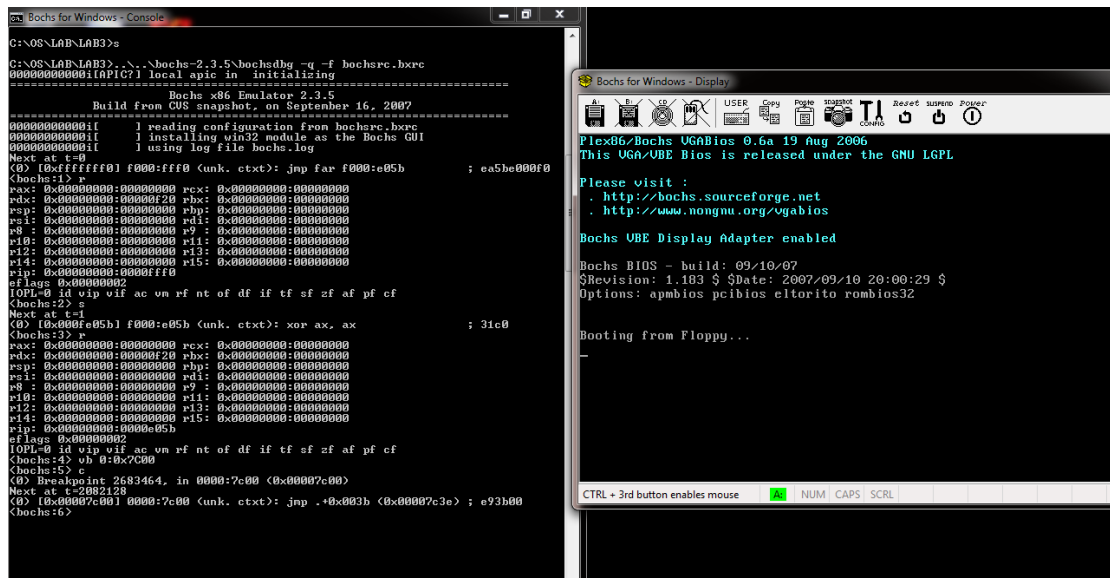 Bochs for Windows - Console
C:\OS\LAB\LAB3>s
C:\OS\LAB\LAB3>..\..\bochs-2.3.5\bochsdbg -q -f bochsrc.bxrc
00000000000i[APIC?] local apic in  initializing
========================================================================
Bochs x86 Emulator 2.3.5
Build from CVS snapshot, on September 16, 2007
========================================================================
00000000000i[     ] reading configuration from bochsrc.bxrc
00000000000i[     ] installing win32 module as the Bochs GUI
00000000000i[     ] using log file bochs.log
Next at t=0
(0) [0xfffffff0] f000:fff0 (unk. ctxt): jmp far f000:e05b         ; ea5be000f0
<bochs:1> r
rax: 0x00000000:00000000 rcx: 0x00000000:00000000
rdx: 0x00000000:00000f20 rbx: 0x00000000:00000000
rsp: 0x00000000:00000000 rbp: 0x00000000:00000000
rsi: 0x00000000:00000000 rdi: 0x00000000:00000000
r8 : 0x00000000:00000000 r9 : 0x00000000:00000000
r10: 0x00000000:00000000 r11: 0x00000000:00000000
r12: 0x00000000:00000000 r13: 0x00000000:00000000
r14: 0x00000000:00000000 r15: 0x00000000:00000000
rip: 0x00000000:0000fff0
eflags 0x00000002
IOPL=0 id vip vif ac vm rf nt of df if tf sf zf af pf cf
<bochs:2> s
Next at t=1
(0) [0x000fe05b] f000:e05b (unk. ctxt): xor ax, ax                ; 31c0
<bochs:3> r
rax: 0x00000000:00000000 rcx: 0x00000000:00000000
rdx: 0x00000000:00000f20 rbx: 0x00000000:00000000
rsp: 0x00000000:00000000 rbp: 0x00000000:00000000
rsi: 0x00000000:00000000 rdi: 0x00000000:00000000
r8 : 0x00000000:00000000 r9 : 0x00000000:00000000
r10: 0x00000000:00000000 r11: 0x00000000:00000000
r12: 0x00000000:00000000 r13: 0x00000000:00000000
r14: 0x00000000:00000000 r15: 0x00000000:00000000
rip: 0x00000000:0000e05b
eflags 0x00000002
IOPL=0 id vip vif ac vm rf nt of df if tf sf zf af pf cf
<bochs:4> vb 0:0x7C00
<bochs:5> c
(0) Breakpoint 2683464, in 0000:7c00 (0x00007c00)
Next at t=2082128
(0) [0x00007c00] 0000:7c00 (unk. ctxt): jmp .+0x003b (0x00007c3e) ; e93b00
<bochs:6>
Bochs for Windows - Display
A: B: CD USER Copy Paste snapshot CONFIG Reset suspend Power
Plex86/Bochs VGABios 0.6a 19 Aug 2006
This VGA/VBE Bios is released under the GNU LGPL
Please visit :
. http://bochs.sourceforge.net
. http://www.nongnu.org/vgabios
Bochs VBE Display Adapter enabled
Bochs BIOS - build: 09/10/07
$Revision: 1.183 $ $Date: 2007/09/10 20:00:29 $
Options: apmbios pcibios eltorito rombios32
Booting from Floppy...
CTRL + 3rd button enables mouse A: NUM CAPS SCRL